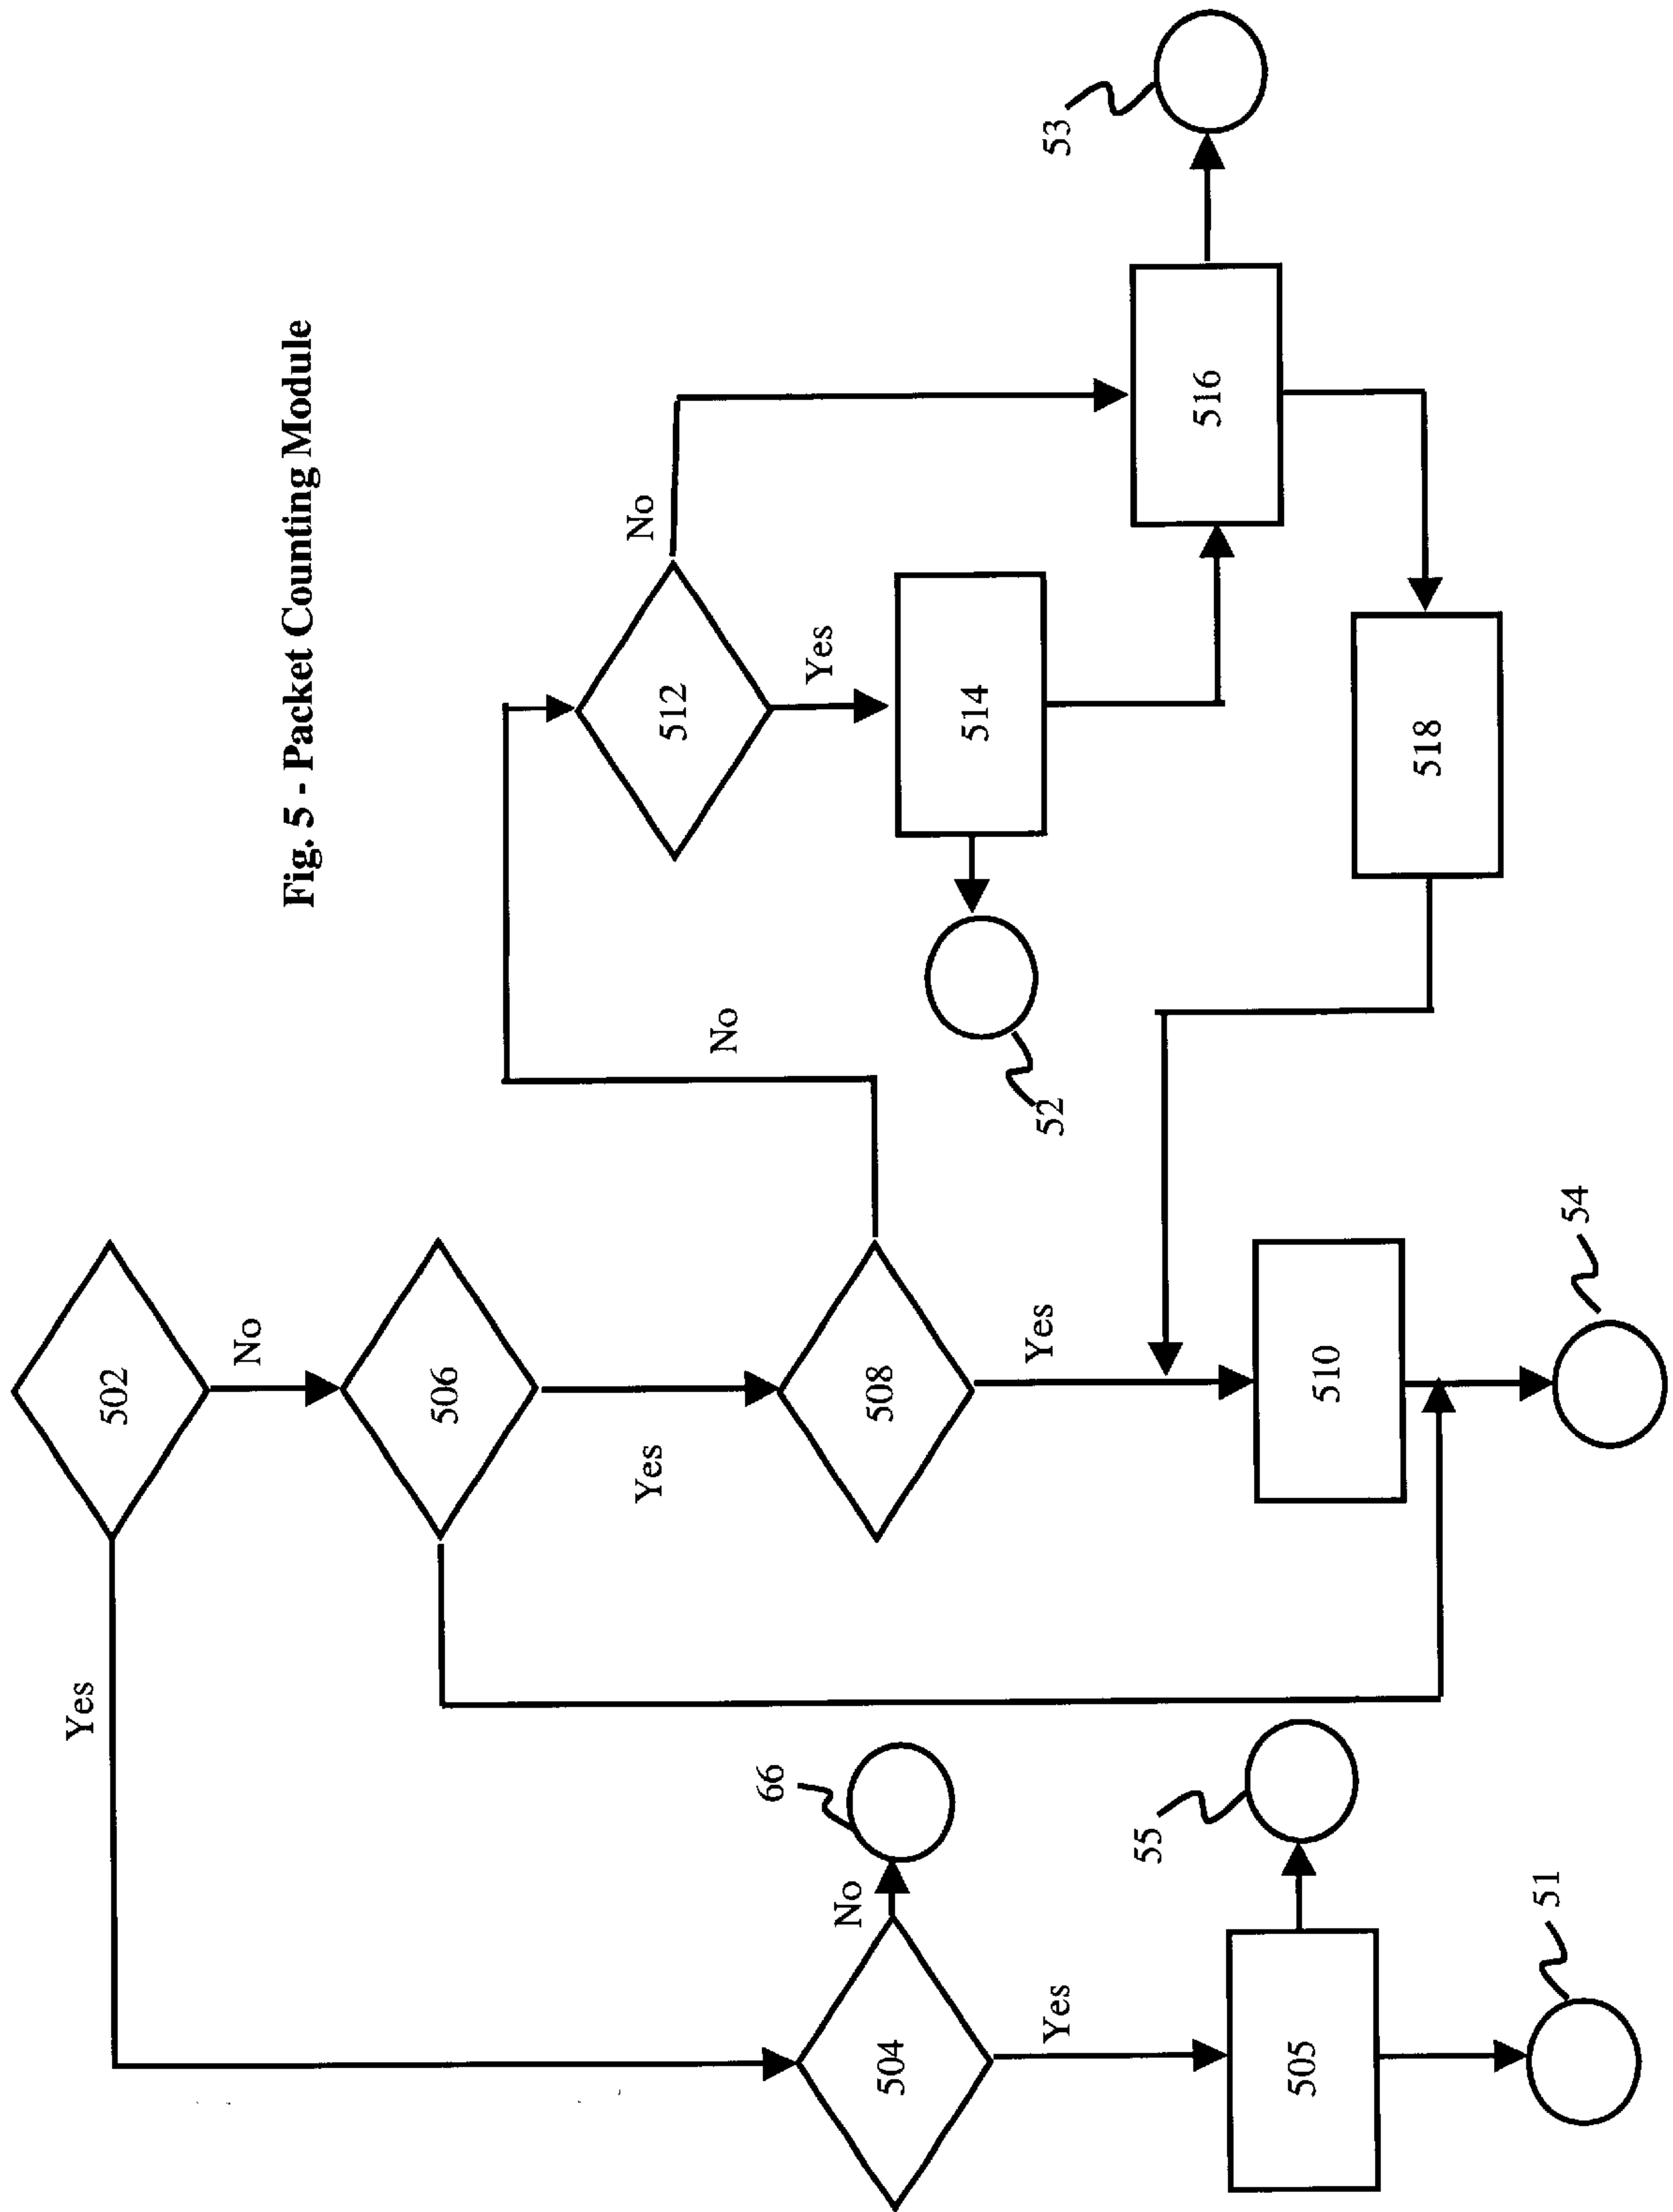 Fig. 5 - Packet Counting Module
502
Yes
No
506
Yes
508
No
Yes
510
54
512
No
Yes
514
52
516
53
518
504
No
66
Yes
505
55
51